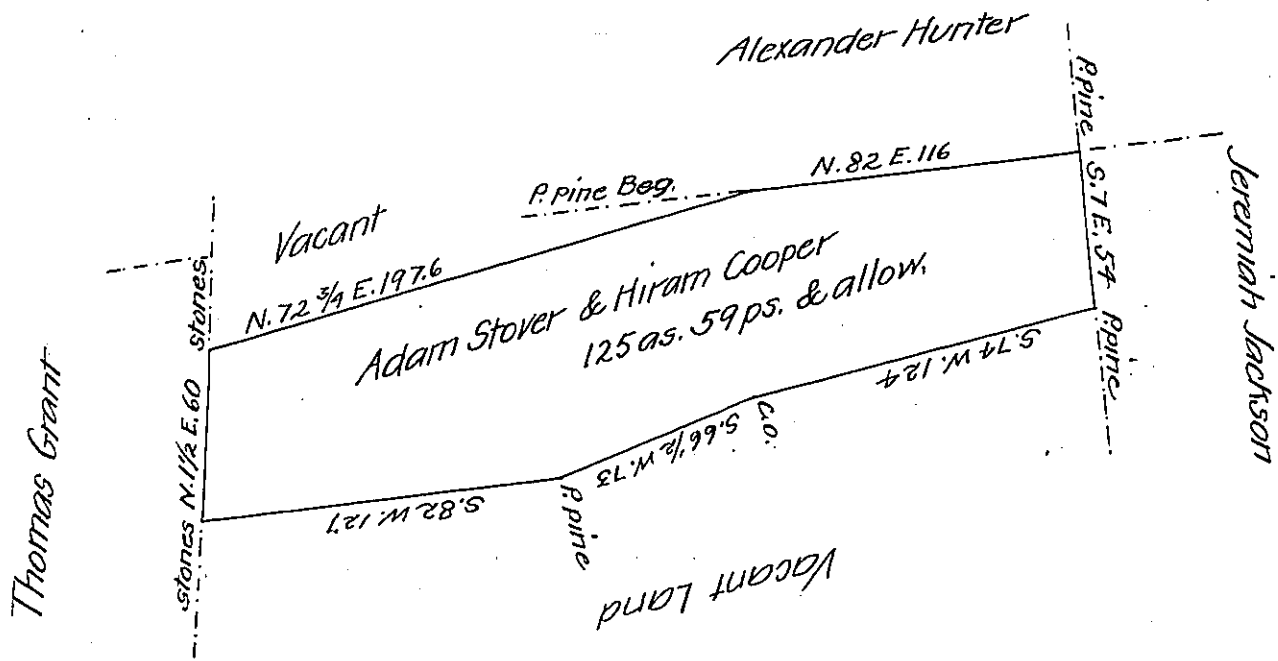 Alexander Hunter
P.pine
N. 82 E. 116
P. pine Beg.
Vacant
N. 72 3/4 E. 197.6
stones
S. 7 E. 54
P.pine
Jeremiah Jackson
Adam Stover & Hiram Cooper
125 as. 59 ps. & allow.
Thomas Grant
stones N. 1 1/2 E. 60
S. 74 W. 124
C.O.
S. 66 1/2 W. 73
P. pine
S. 82 W. 127
Vacant Land